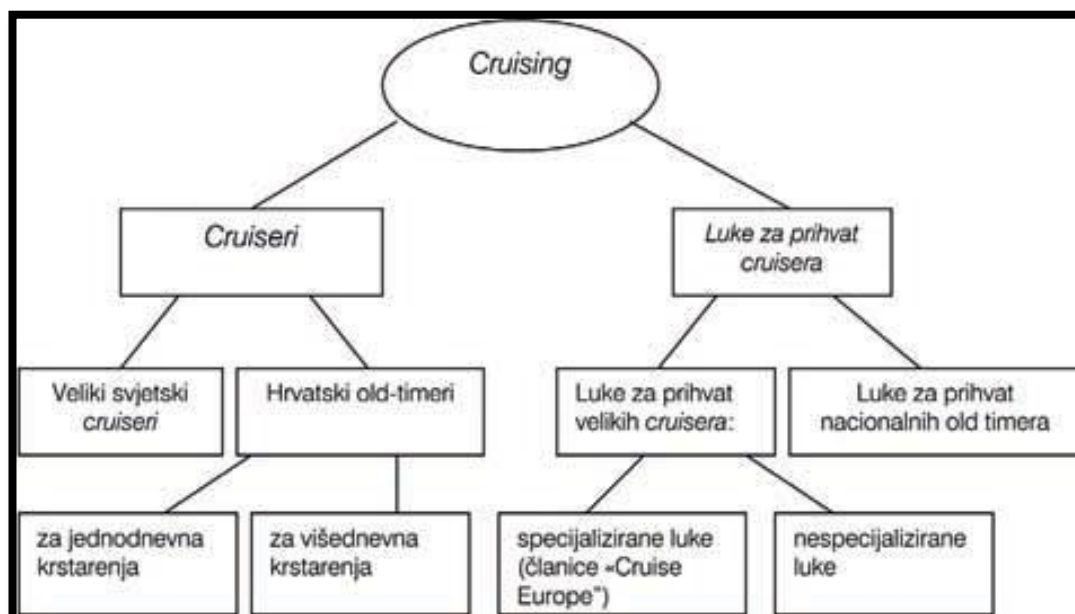 Cruising
Cruiseri
Luke za prihvat
cruisera
Veliki svjetski
cruiseri
Hrvatski old-timeri
Luke za prihvat
velikih cruisera:
Luke za prihvat
nacionalnih old timera
za jednodnevna
krstarenja
za višednevna
krstarenja
specijalizirane luke
(članice «Cruise
Europe")
nespecijalizirane
luke